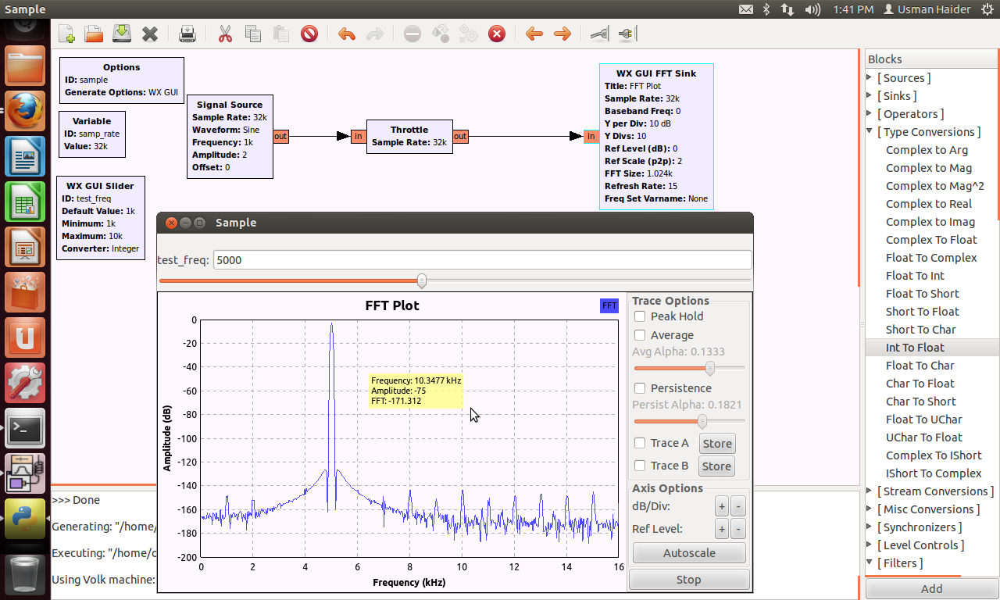 Sample
1:41 PM
Usman Haider
Options
ID: sample
Generate Options: WX GUI
Variable
ID: samp_rate
Value: 32k
WX GUI Slider
ID: test_freq
Default Value: 1k
Minimum: 1k
Maximum: 10k
Converter: Integer
Signal Source
Sample Rate: 32k
Waveform: Sine
Frequency: 1k
Amplitude: 2
Offset: 0
out
in
Throttle
Sample Rate: 32k
out
in
WX GUI FFT Sink
Title: FFT Plot
Sample Rate: 32k
Baseband Freq: 0
Y per Div: 10 dB
Y Divs: 10
Ref Level (dB): 0
Ref Scale (p2p): 2
FFT Size: 1.024k
Refresh Rate: 15
Freq Set Varname: None
Sample
test_freq: 5000
FFT Plot
FFT
0
-20
-40
-60
-80
-100
-120
-140
-160
-180
-200
Amplitude (dB)
Frequency: 10.3477 kHz
Amplitude: -75
FFT: -171.312
0 2 4 6 8 10 12 14 16
Frequency (kHz)
Trace Options
Peak Hold
Average
Avg Alpha: 0.1333
Persistence
Persist Alpha: 0.1821
Trace A Store
Trace B Store
Axis Options
dB/Div: + -
Ref Level: + -
Autoscale
Stop
>>> Done
Generating: "/home/
Executing: "/home/
Using Volk machine:
Blocks
[ Sources ]
[ Sinks ]
[ Operators ]
[ Type Conversions ]
Complex to Arg
Complex to Mag
Complex to Mag^2
Complex to Real
Complex to Imag
Complex To Float
Float To Complex
Float To Int
Float To Short
Short To Float
Short To Char
Int To Float
Float To Char
Char To Float
Char To Short
Float To UChar
UChar To Float
Complex To IShort
IShort To Complex
[ Stream Conversions ]
[ Misc Conversions ]
[ Synchronizers ]
[ Level Controls ]
[ Filters ]
Add